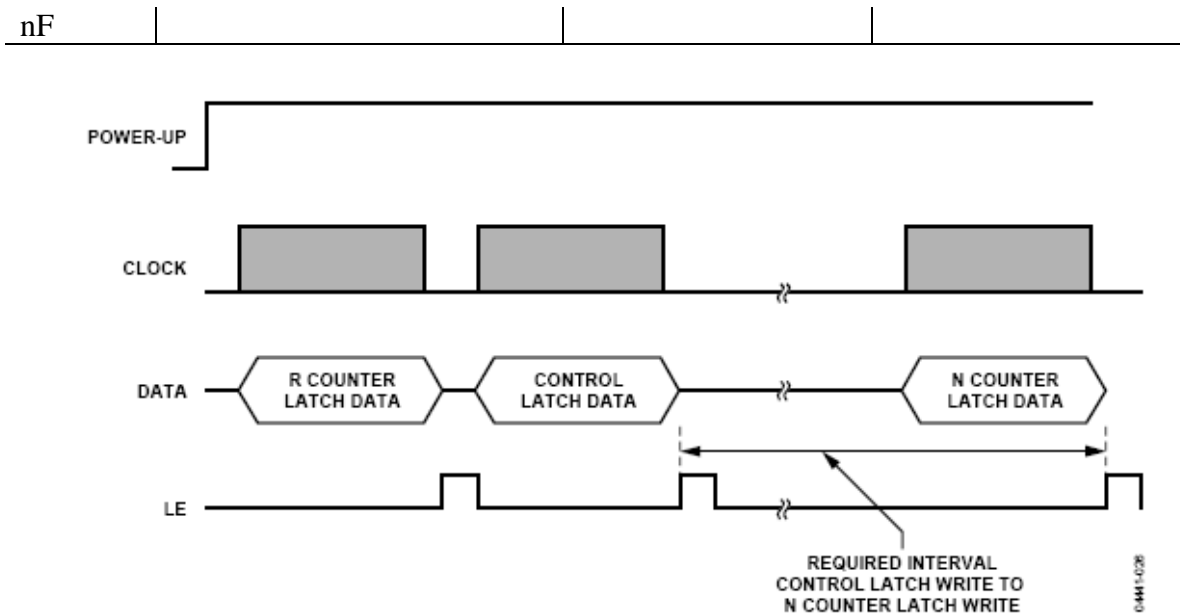 nF
POWER-UP
CLOCK
DATA
R COUNTER
LATCH DATA
CONTROL
LATCH DATA
N COUNTER
LATCH DATA
LE
REQUIRED INTERVAL
CONTROL LATCH WRITE TO
N COUNTER LATCH WRITE
04441-026